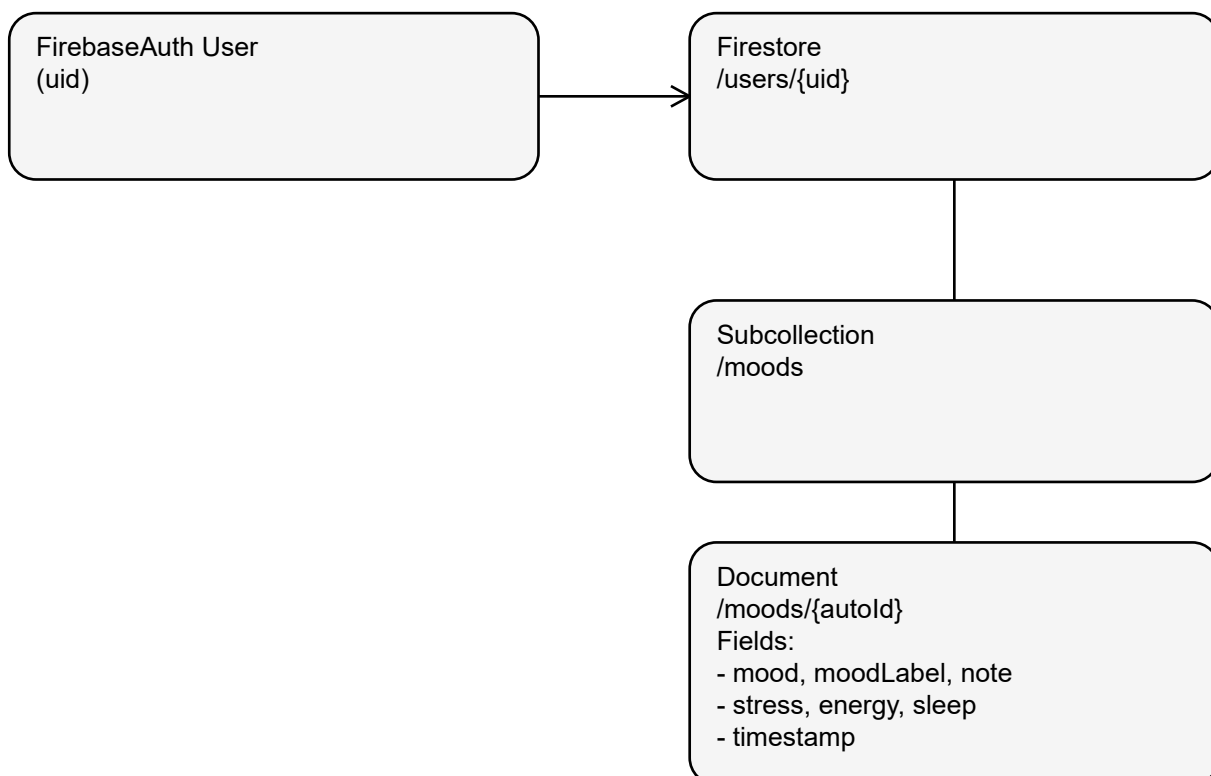 FirebaseAuth User
(uid)
Firestore
/users/{uid}
Subcollection
/moods
Document
/moods/{autoId}
Fields:
- mood, moodLabel, note
- stress, energy, sleep
- timestamp